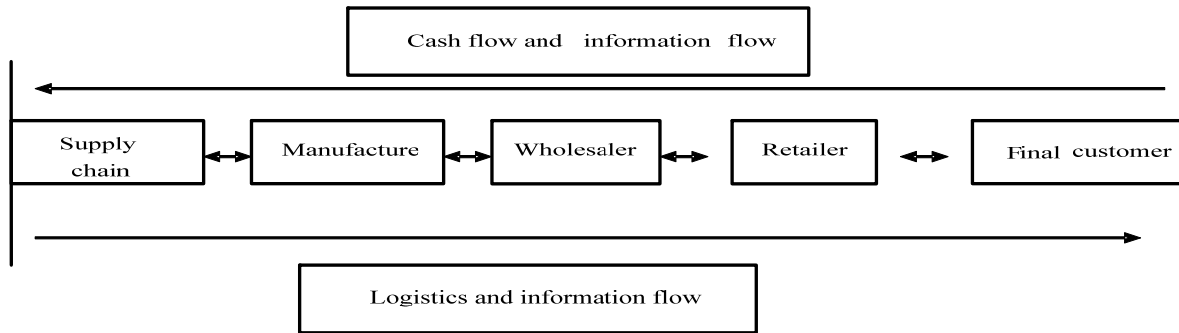 Cash flow and information flow
Supply
chain
Manufacture
Wholesaler
Retailer
Final customer
Logistics and information flow